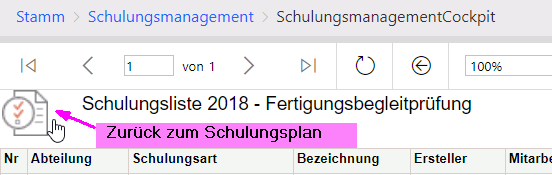 Stamm > Schulungsmanagement > SchulungsmanagementCockpit
1 von 1 100%
Schulungsliste 2018 - Fertigungsbegleitprüfung
Zurück zum Schulungsplan
Nr Abteilung Schulungsart Bezeichnung Ersteller Mitarbe